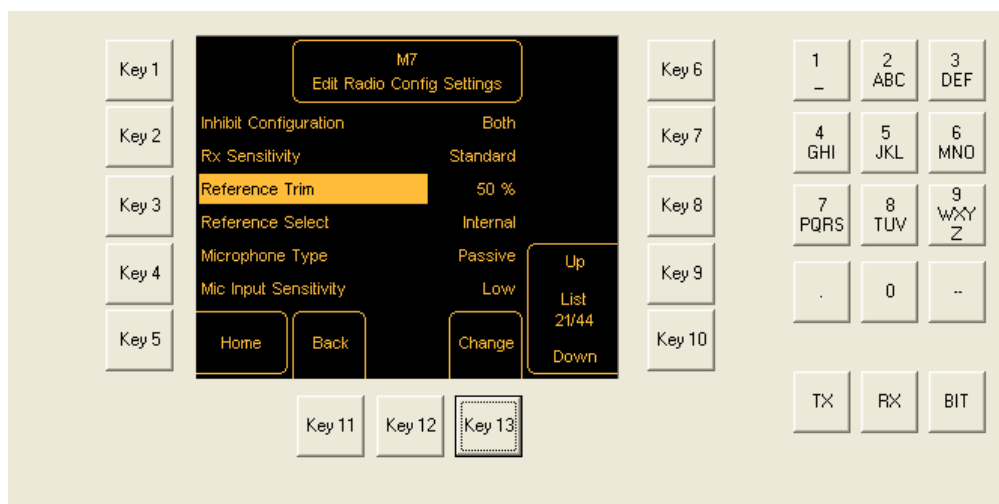 Key 1
Key 2
Key 3
Key 4
Key 5
M7
Edit Radio Config Settings
Inhibit Configuration Both
Rx Sensitivity Standard
Reference Trim 50 %
Reference Select Internal
Microphone Type Passive
Mic Input Sensitivity Low
Up
List
21/44
Down
Home Back Change
Key 6
Key 7
Key 8
Key 9
Key 10
Key 11 Key 12 Key 13
1
_
2
ABC
3
DEF
4
GHI
5
JKL
6
MNO
7
PQRS
8
TUV
9
WXY
Z
.
0
--
TX RX BIT